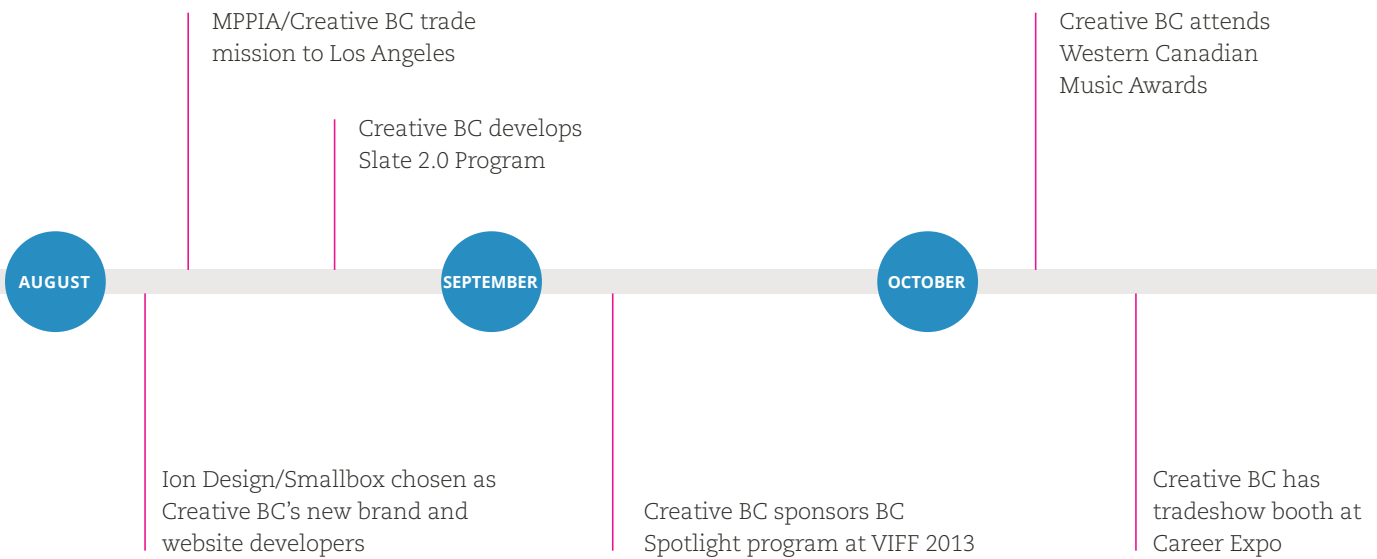 MPPIA/Creative BC trade
mission to Los Angeles
Creative BC develops
Slate 2.0 Program
Creative BC attends
Western Canadian
Music Awards
AUGUST
SEPTEMBER
OCTOBER
Ion Design/Smallbox chosen as
Creative BC’s new brand and
website developers
Creative BC sponsors BC
Spotlight program at VIFF 2013
Creative BC has
tradeshow booth at
Career Expo